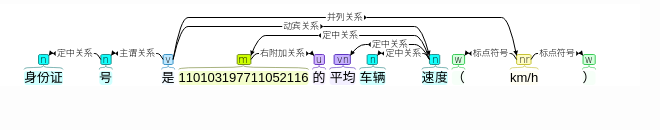 并列关系
动宾关系
定中关系
定中关系
定中关系 主谓关系 右附加关系 定中关系 标点符号 标点符号
n n v m u vn n n w nr w
身份证 号 是 110103197711052116 的 平均 车辆 速度 ( km/h )